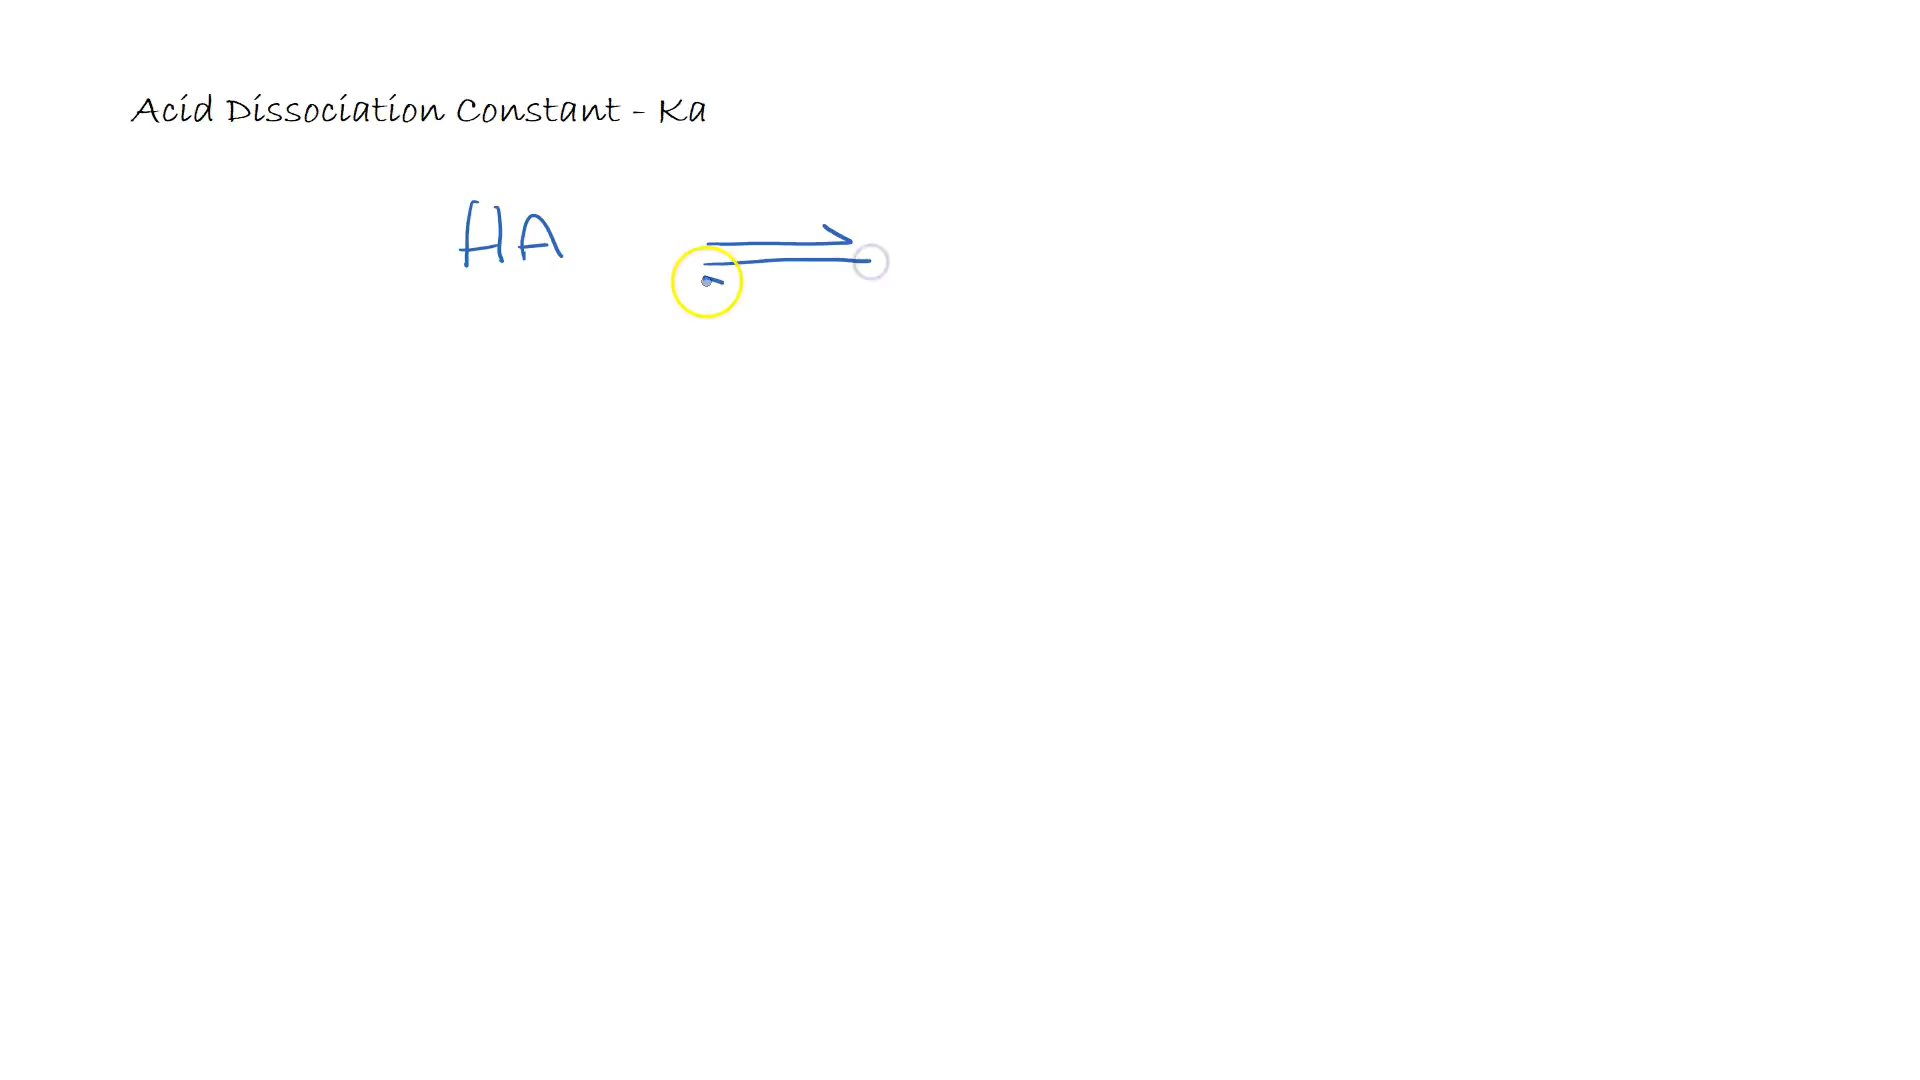 Acid Dissociation Constant - Ka
HA ⇌